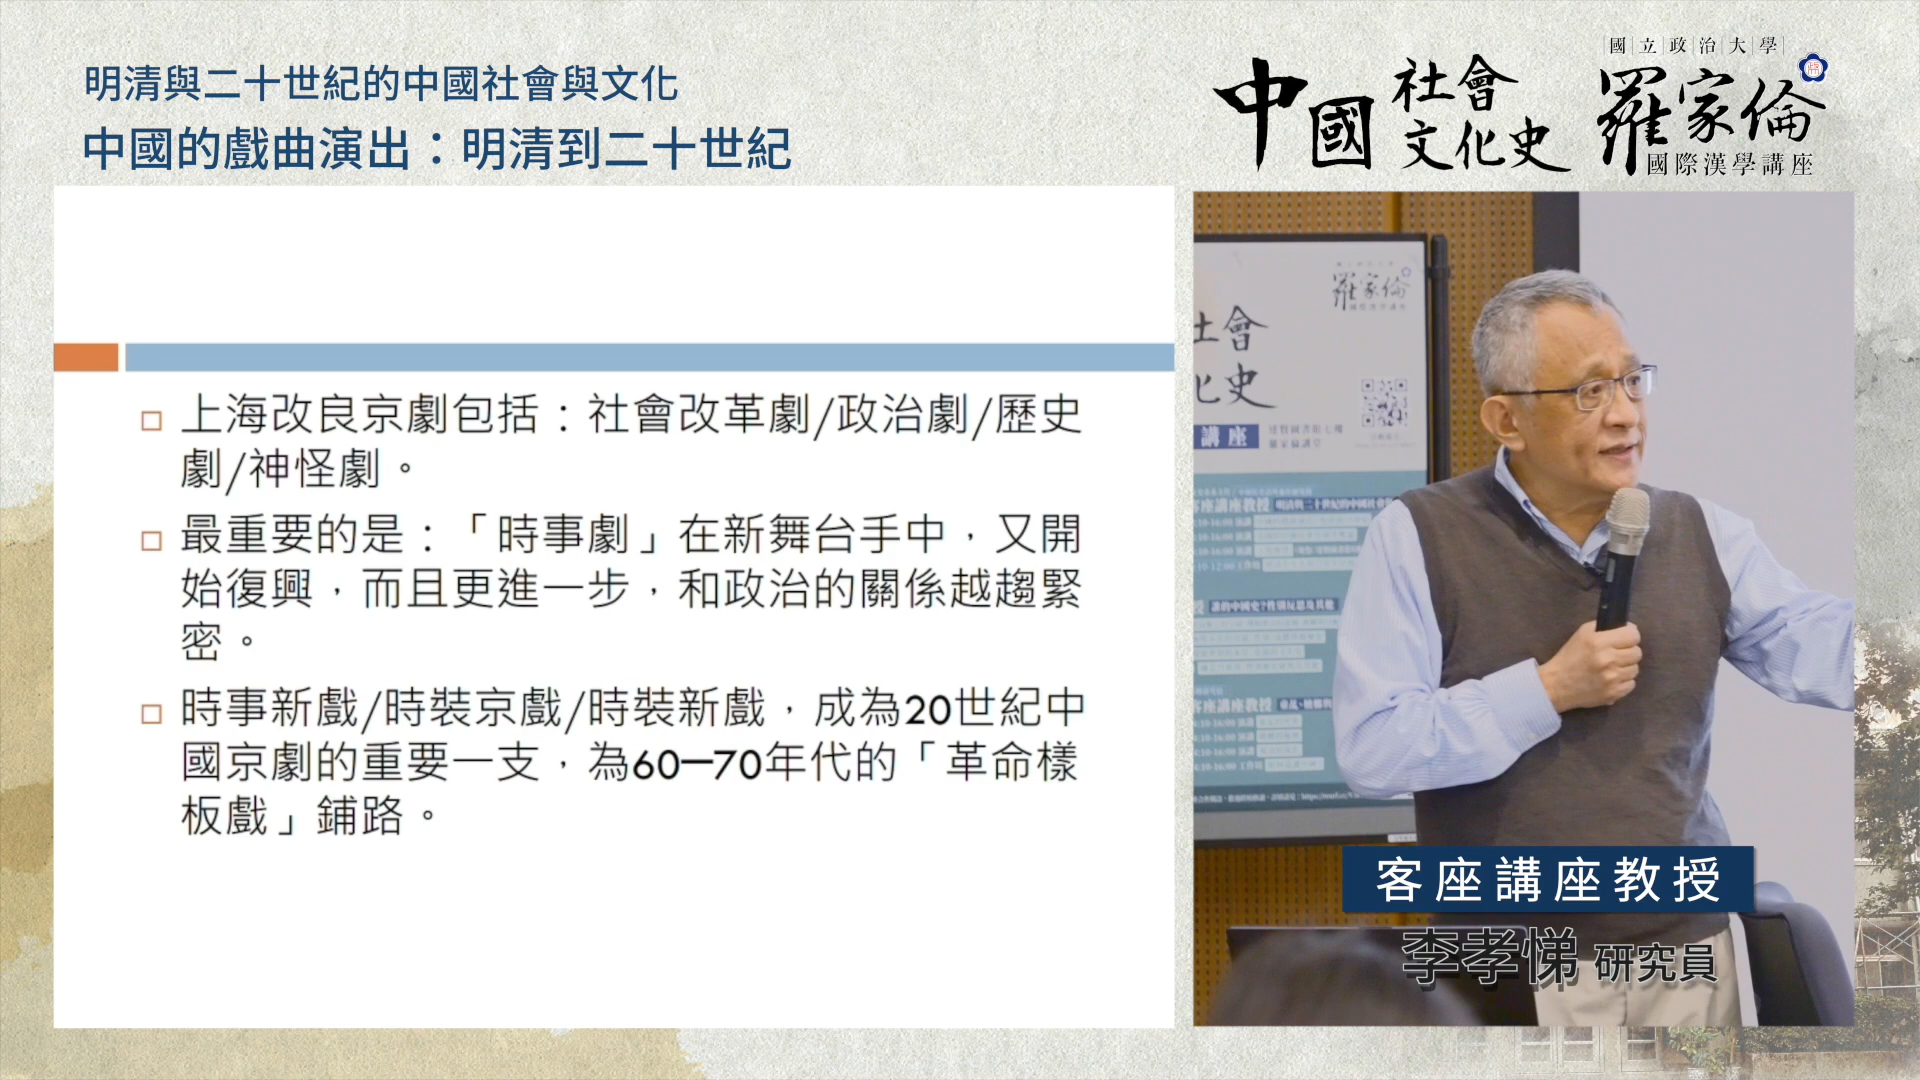 明清與二十世紀的中國社會與文化
中國的戲曲演出：明清到二十世紀
中國社會文化史
國立政治大學
羅家倫
國際漢學講座
上海改良京劇包括：社會改革劇/政治劇/歷史
劇/神怪劇。
最重要的是：「時事劇」在新舞台手中，又開
始復興，而且更進一步，和政治的關係越趨緊
密。
時事新戲/時裝京戲/時裝新戲，成為20世紀中
國京劇的重要一支，為60—70年代的「革命樣
板戲」鋪路。
羅家倫
會
史
講座
客座講座教授
李孝悌 研究員